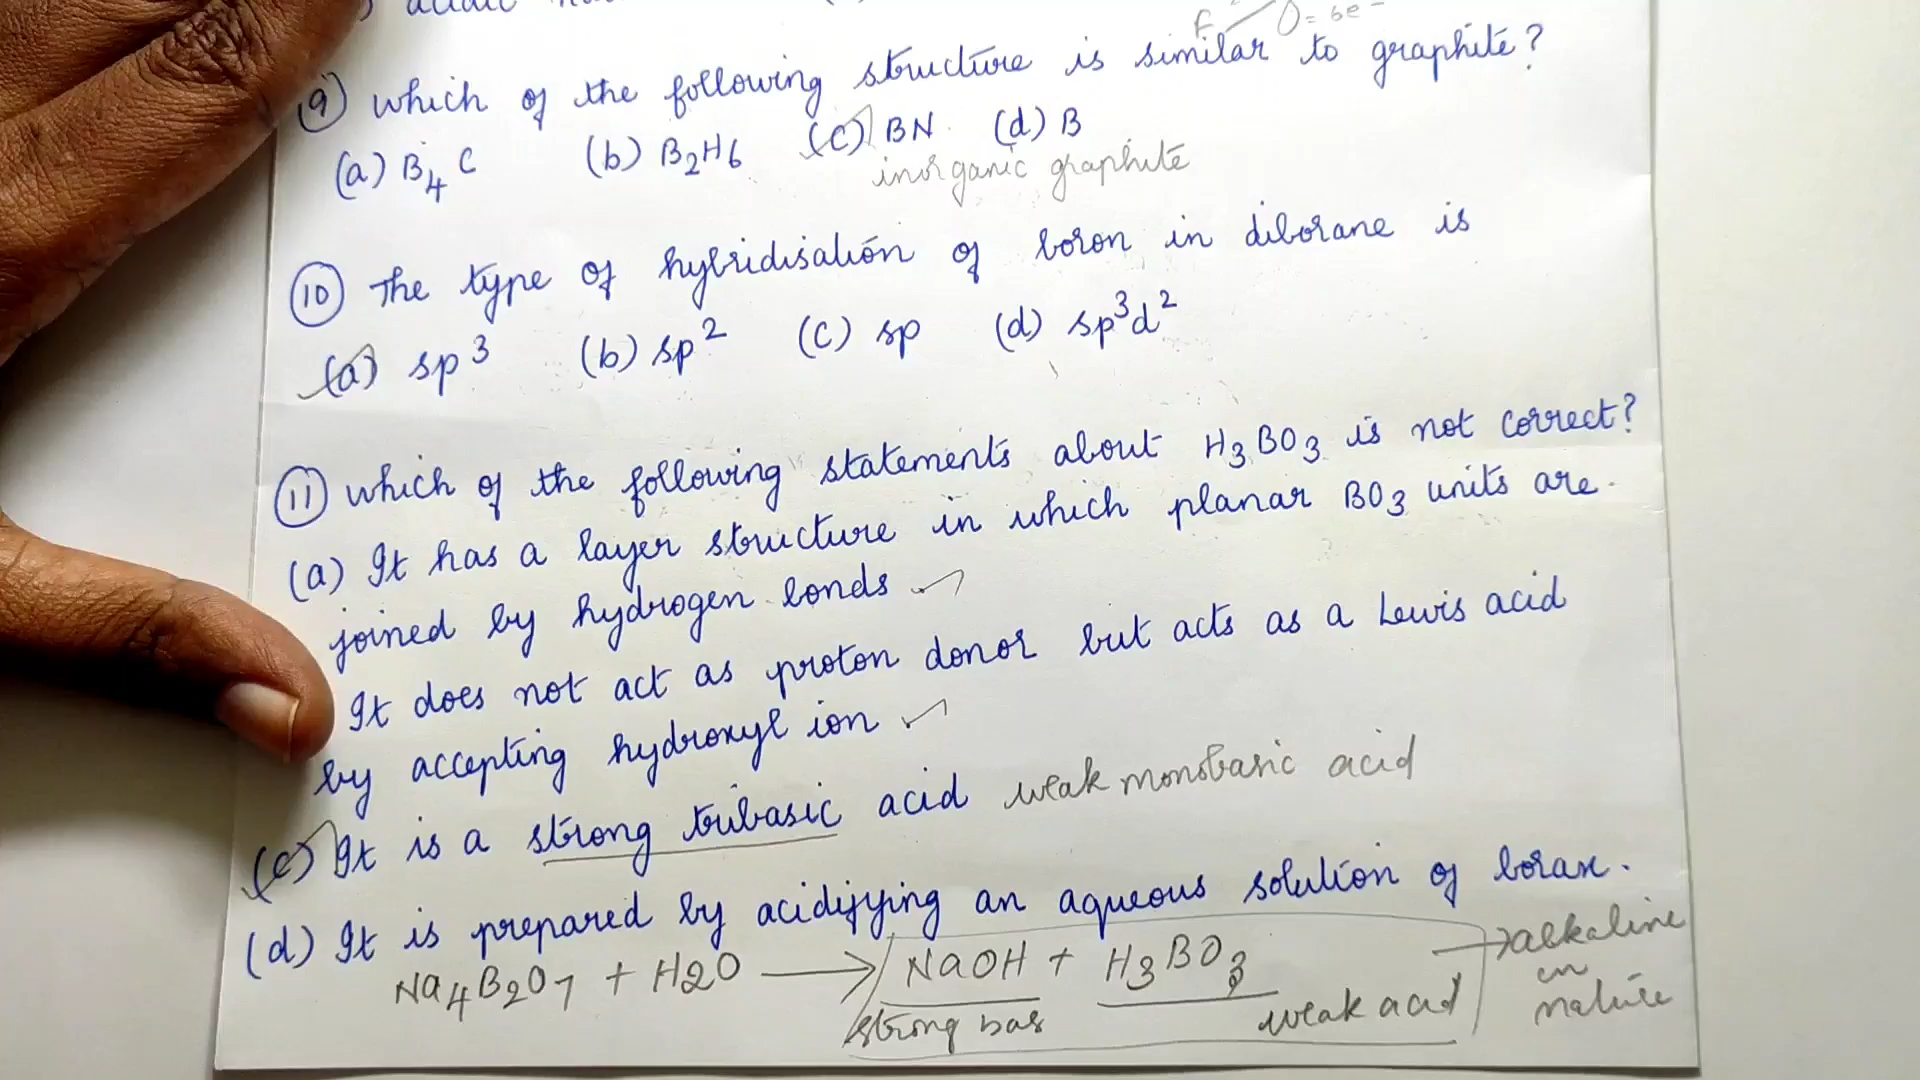 F O = 6e-
(9) which of the following structure is similar to graphite?
(a) B4C (b) B2H6 (c) BN (d) B
inorganic graphite
(10) The type of hybridisation of boron in diborane is
(a) sp3 (b) sp2 (c) sp (d) sp3d2
(11) which of the following statements about H3BO3 is not correct?
(a) It has a layer structure in which planar BO3 units are.
joined by hydrogen bonds ✓
It does not act as proton donor but acts as a Lewis acid
by accepting hydroxyl ion ✓
(c) It is a strong tribasic acid weak monobasic acid
(d) It is prepared by acidifying an aqueous solution of borax.
Na4B2O7 + H2O → NaOH + H3BO3 → alkaline
in
strong bas weak acid nature